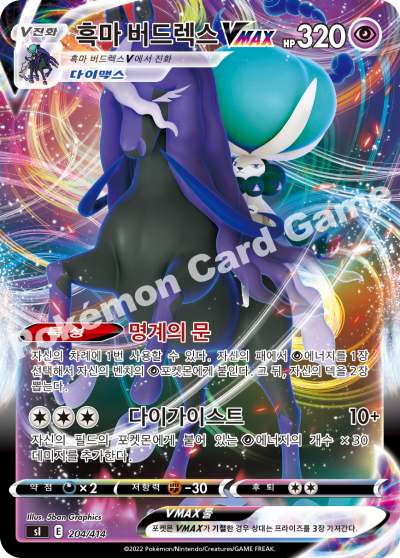 V진화
흑마 버드렉스 VMAX HP 320
흑마 버드렉스V에서 진화
다이맥스
Pokémon Card Game
특성 명계의 문
자신의 차례에 1번 사용할 수 있다. 자신의 패에서 에너지를 1장
선택해서 자신의 벤치의 포켓몬에게 붙인다. 그 뒤, 자신의 덱을 2장
뽑는다.
다이가이스트 10+
자신의 필드의 포켓몬에게 붙어 있는 에너지의 개수 ×30
데미지를 추가한다.
약점 ×2 저항력 -30 후퇴
Illus. 5ban Graphics
VMAX룰
sI E 204/414
포켓몬VMAX가 기절한 경우 상대는 프라이즈를 3장 가져간다.
©2022 Pokémon/Nintendo/Creatures/GAME FREAK.